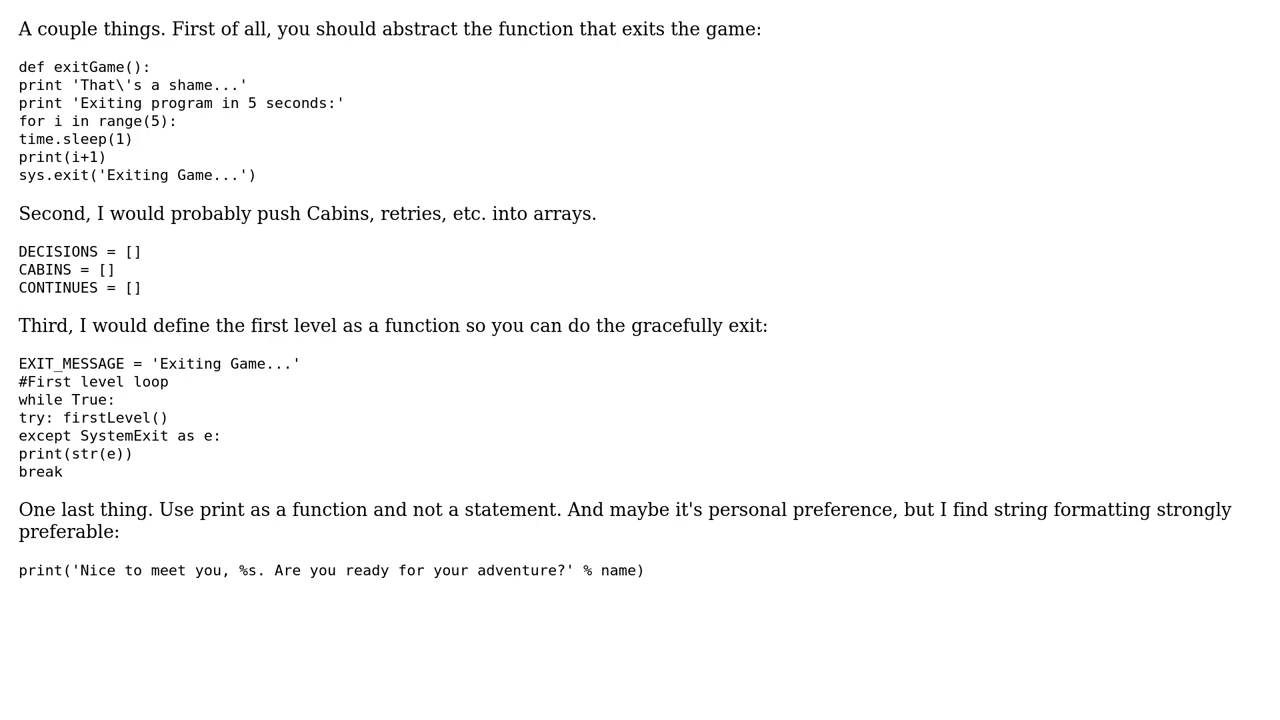 A couple things. First of all, you should abstract the function that exits the game:
def exitGame():
print 'That\'s a shame...'
print 'Exiting program in 5 seconds:'
for i in range(5):
time.sleep(1)
print(i+1)
sys.exit('Exiting Game...')
Second, I would probably push Cabins, retries, etc. into arrays.
DECISIONS = []
CABINS = []
CONTINUES = []
Third, I would define the first level as a function so you can do the gracefully exit:
EXIT_MESSAGE = 'Exiting Game...'
#First level loop
while True:
try: firstLevel()
except SystemExit as e:
print(str(e))
break
One last thing. Use print as a function and not a statement. And maybe it's personal preference, but I find string formatting strongly
preferable:
print('Nice to meet you, %s. Are you ready for your adventure?' % name)